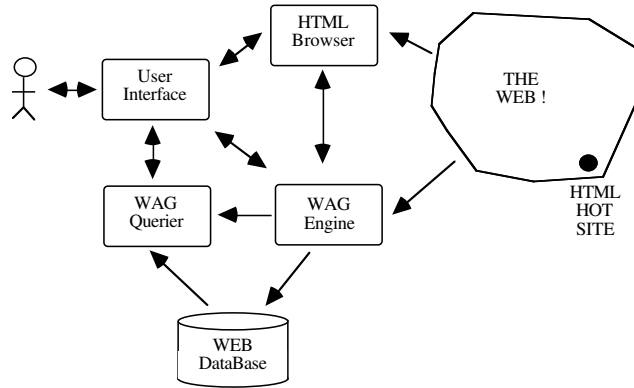 HTML
Browser
User
Interface
THE
WEB !
WAG
Querier
WAG
Engine
HTML
HOT
SITE
WEB
DataBase